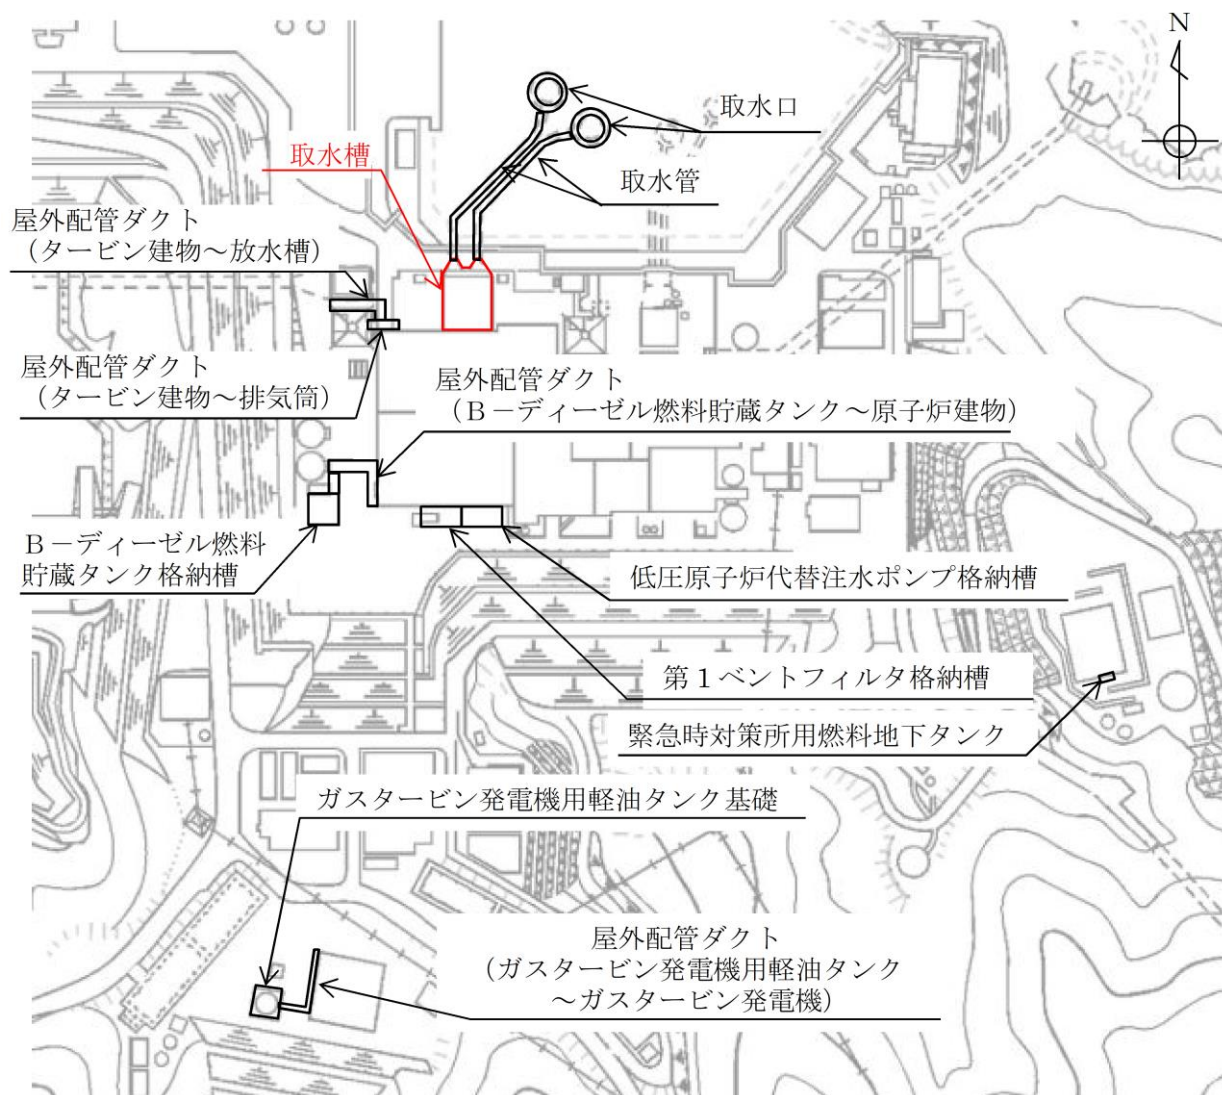 N
取水口
取水槽
取水管
屋外配管ダクト
（タービン建物～放水槽）
屋外配管ダクト
（タービン建物～排気筒）
屋外配管ダクト
（Ｂ－ディーゼル燃料貯蔵タンク～原子炉建物）
Ｂ－ディーゼル燃料
貯蔵タンク格納槽
低圧原子炉代替注水ポンプ格納槽
第１ベントフィルタ格納槽
緊急時対策所用燃料地下タンク
ガスタービン発電機用軽油タンク基礎
屋外配管ダクト
（ガスタービン発電機用軽油タンク
～ガスタービン発電機）